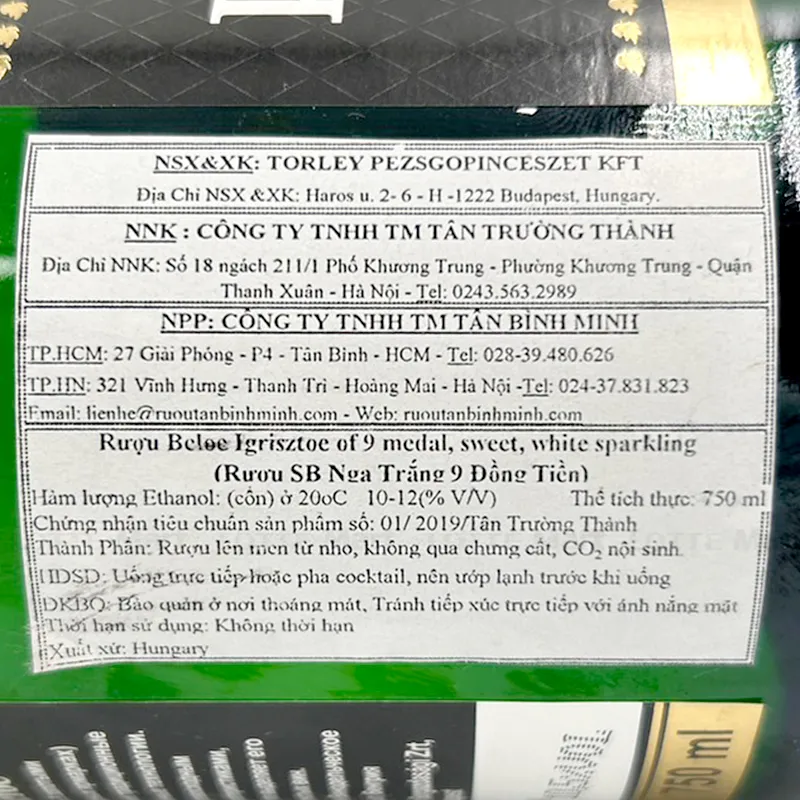 NSX&XK: TORLEY PEZSGOPINCESZET KFT
Địa Chỉ NSX &XK: Haros u. 2- 6 - H -1222 Budapest, Hungary.
NNK : CÔNG TY TNHH TM TÂN TRƯỜNG THÀNH
Địa Chỉ NNK: Số 18 ngách 211/1 Phố Khương Trung - Phường Khương Trung - Quận
Thanh Xuân - Hà Nội - Tel: 0243.563.2989
NPP: CÔNG TY TNHH TM TÂN BÌNH MINH
TP.HCM: 27 Giải Phóng - P4 - Tân Bình - HCM - Tel: 028-39.480.626
TP.HN: 321 Vĩnh Hưng - Thanh Trì - Hoàng Mai - Hà Nội -Tel: 024-37.831.823
Email: lienhe@ruoutanbinhminh.com - Web: ruoutanbinhminh.com
Rượu Beloe Igrisztoe of 9 medal, sweet, white sparkling
(Rượu SB Nga Trắng 9 Đồng Tiền)
Hàm lượng Ethanol: (cồn) ở 20oC 10-12(% V/V) Thể tích thực: 750 ml
Chứng nhận tiêu chuẩn sản phẩm số: 01/ 2019/Tân Trường Thành
Thành Phần: Rượu lên men từ nho, không qua chưng cất, CO₂ nội sinh.
HDSD: Uống trực tiếp hoặc pha cocktail, nên ướp lạnh trước khi uống
ĐKBQ: Bảo quản ở nơi thoáng mát, Tránh tiếp xúc trực tiếp với ánh nắng mặt
Thời hạn sử dụng: Không thời hạn
Xuất xứ: Hungary
750 ml